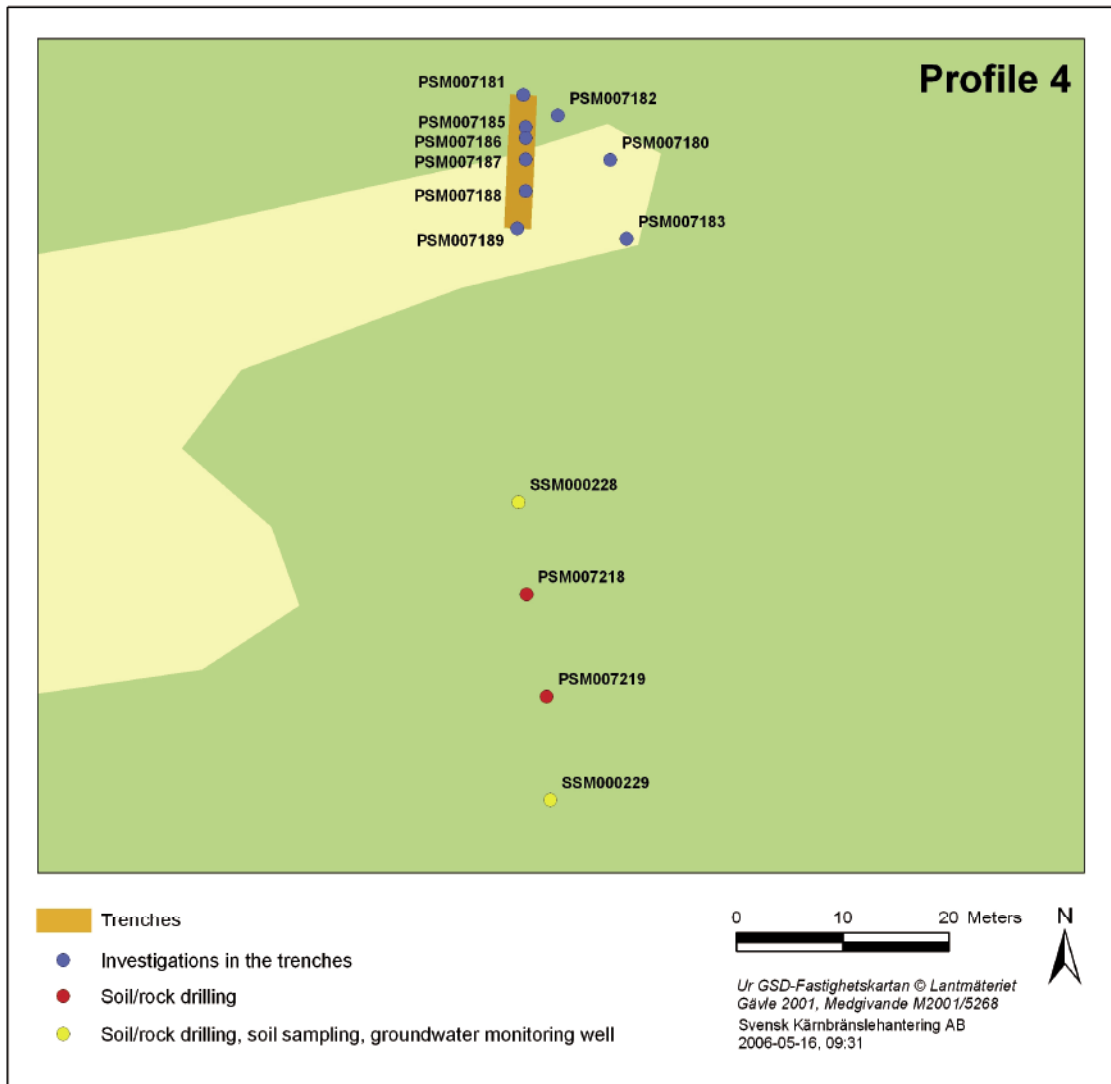 Profile 4
PSM007181
PSM007182
PSM007185
PSM007186
PSM007180
PSM007187
PSM007188
PSM007183
PSM007189
SSM000228
PSM007218
PSM007219
SSM000229
Trenches
Investigations in the trenches
Soil/rock drilling
Soil/rock drilling, soil sampling, groundwater monitoring well
0 10 20 Meters
N
Ur GSD-Fastighetskartan © Lantmäteriet
Gävle 2001, Medgivande M2001/5268
Svensk Kärnbränslehantering AB
2006-05-16, 09:31